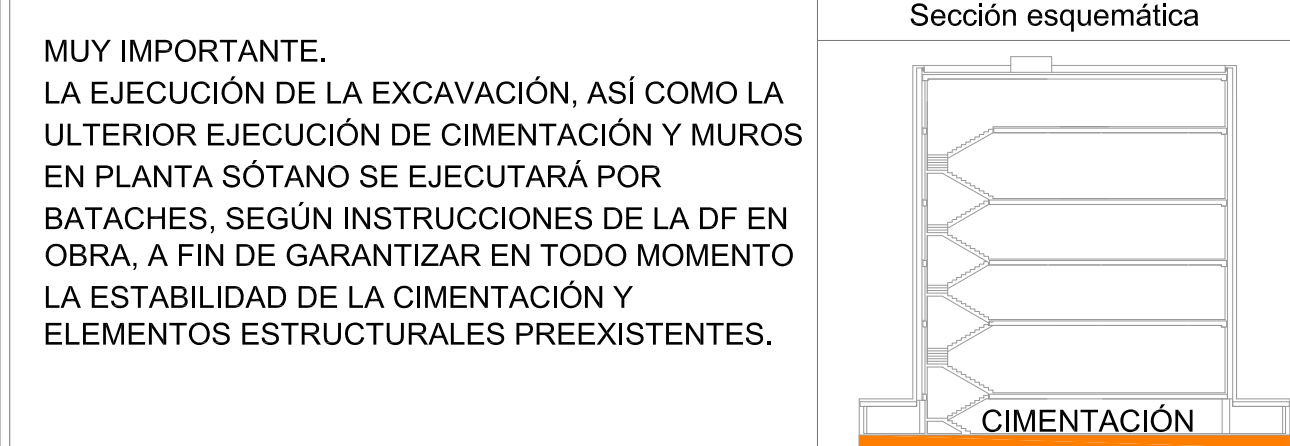 MUY IMPORTANTE.
LA EJECUCIÓN DE LA EXCAVACIÓN, ASÍ COMO LA
ULTERIOR EJECUCIÓN DE CIMENTACIÓN Y MUROS
EN PLANTA SÓTANO SE EJECUTARÁ POR
BATACHES, SEGÚN INSTRUCCIONES DE LA DF EN
OBRA, A FIN DE GARANTIZAR EN TODO MOMENTO
LA ESTABILIDAD DE LA CIMENTACIÓN Y
ELEMENTOS ESTRUCTURALES PREEXISTENTES.
Sección esquemática
CIMENTACIÓN